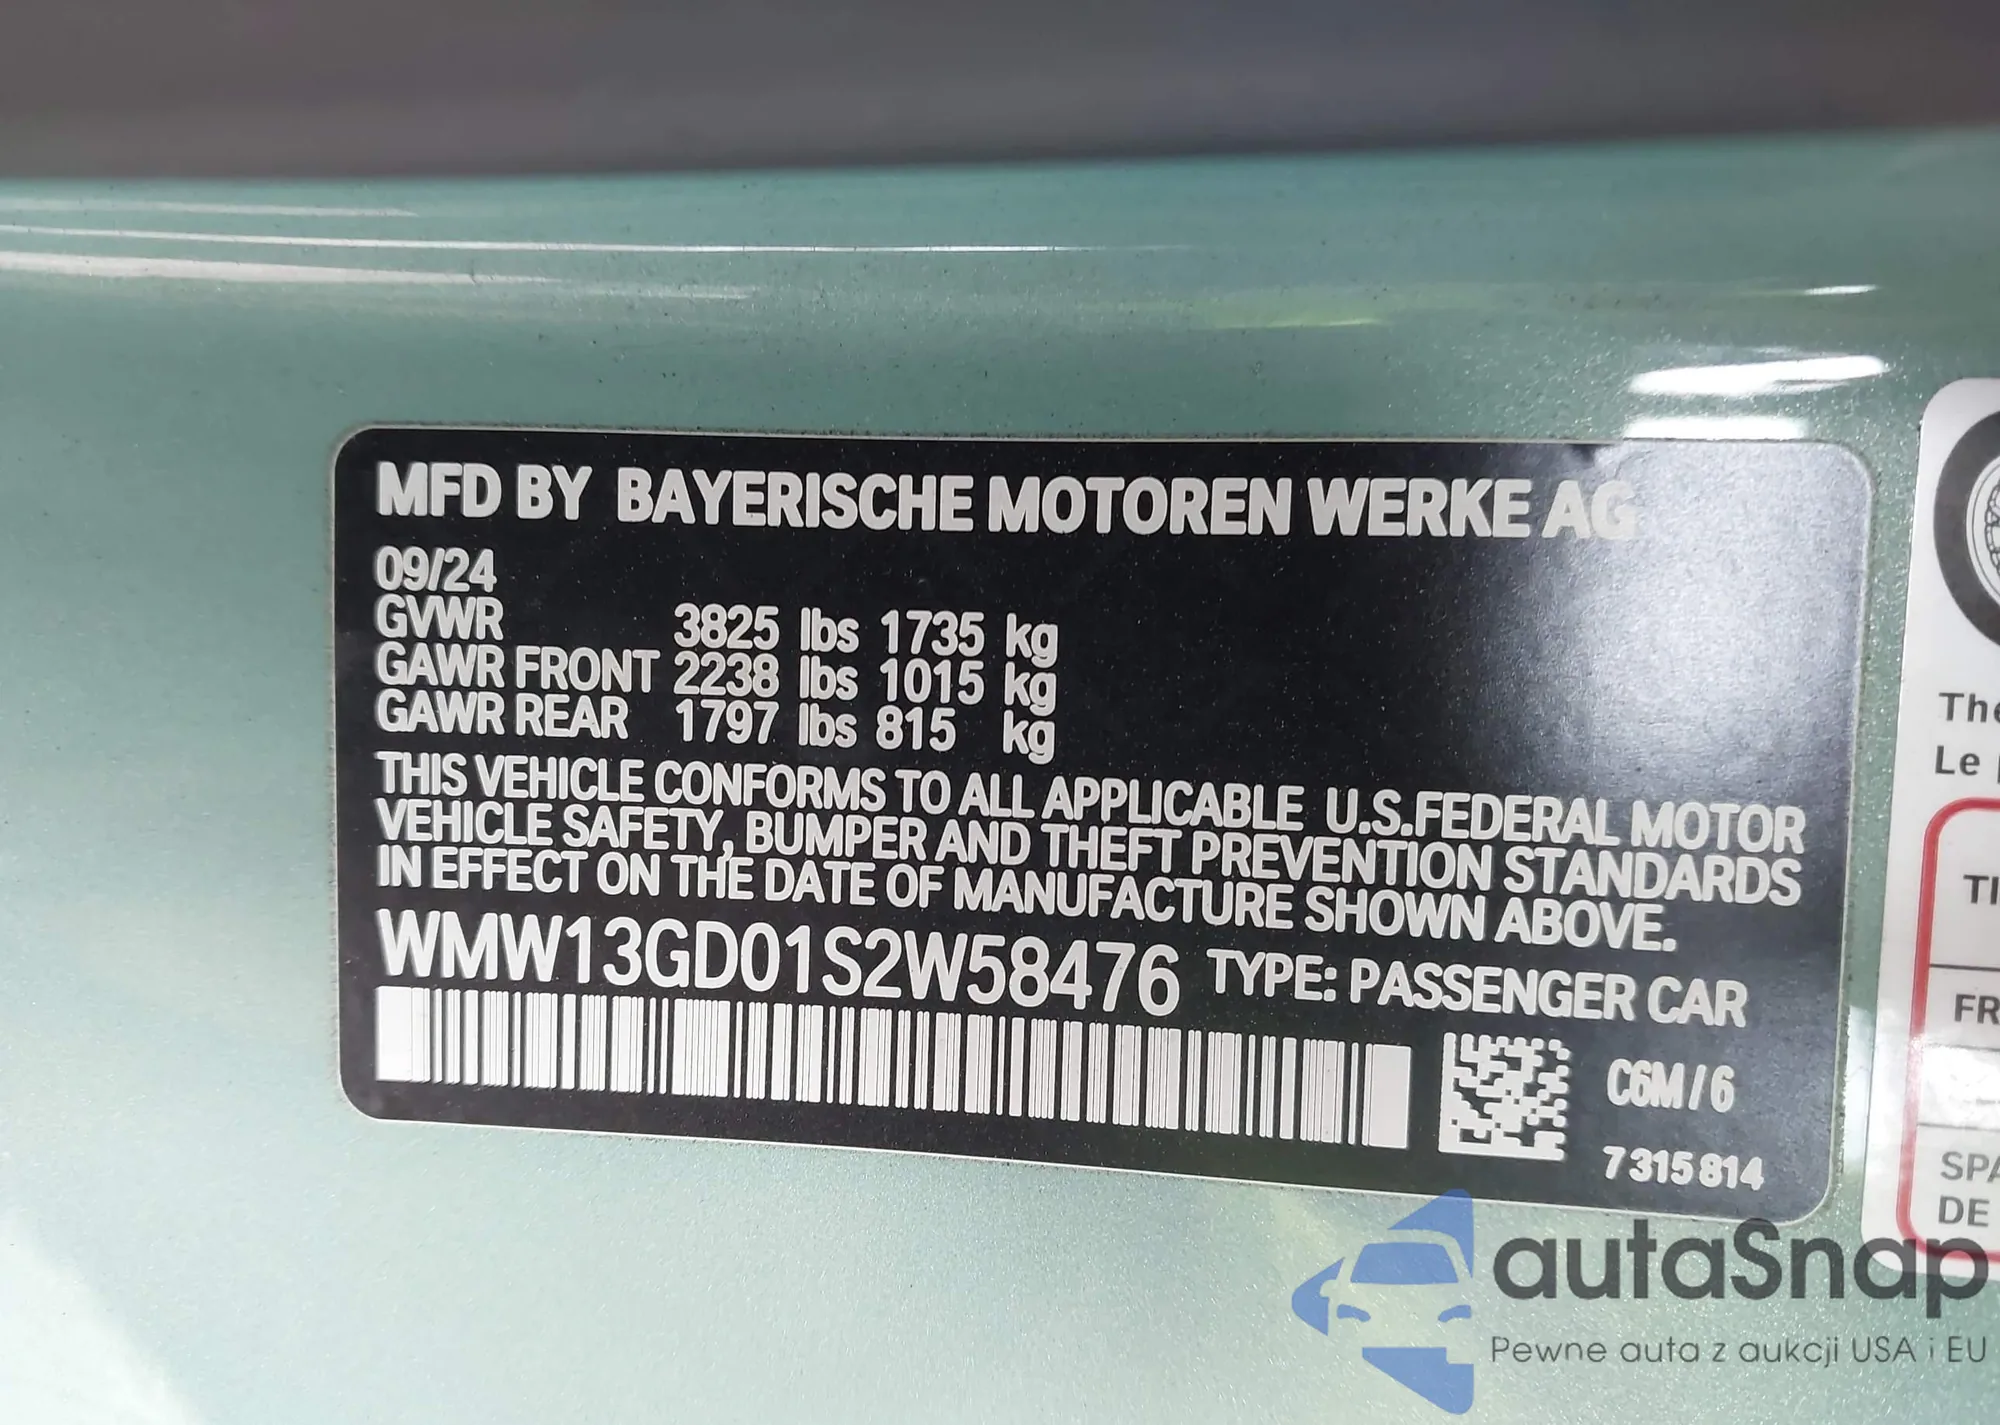 MFD BY BAYERISCHE MOTOREN WERKE AG
09/24
GVWR 3825 lbs 1735 kg
GAWR FRONT 2238 lbs 1015 kg
GAWR REAR 1797 lbs 815 kg
THIS VEHICLE CONFORMS TO ALL APPLICABLE U.S.FEDERAL MOTOR
VEHICLE SAFETY, BUMPER AND THEFT PREVENTION STANDARDS
IN EFFECT ON THE DATE OF MANUFACTURE SHOWN ABOVE.
WMW13GD01S2W58476 TYPE: PASSENGER CAR
C6M/6
7315814
Le
DE
autaSnap
Pewne auta z aukcji USA i EU